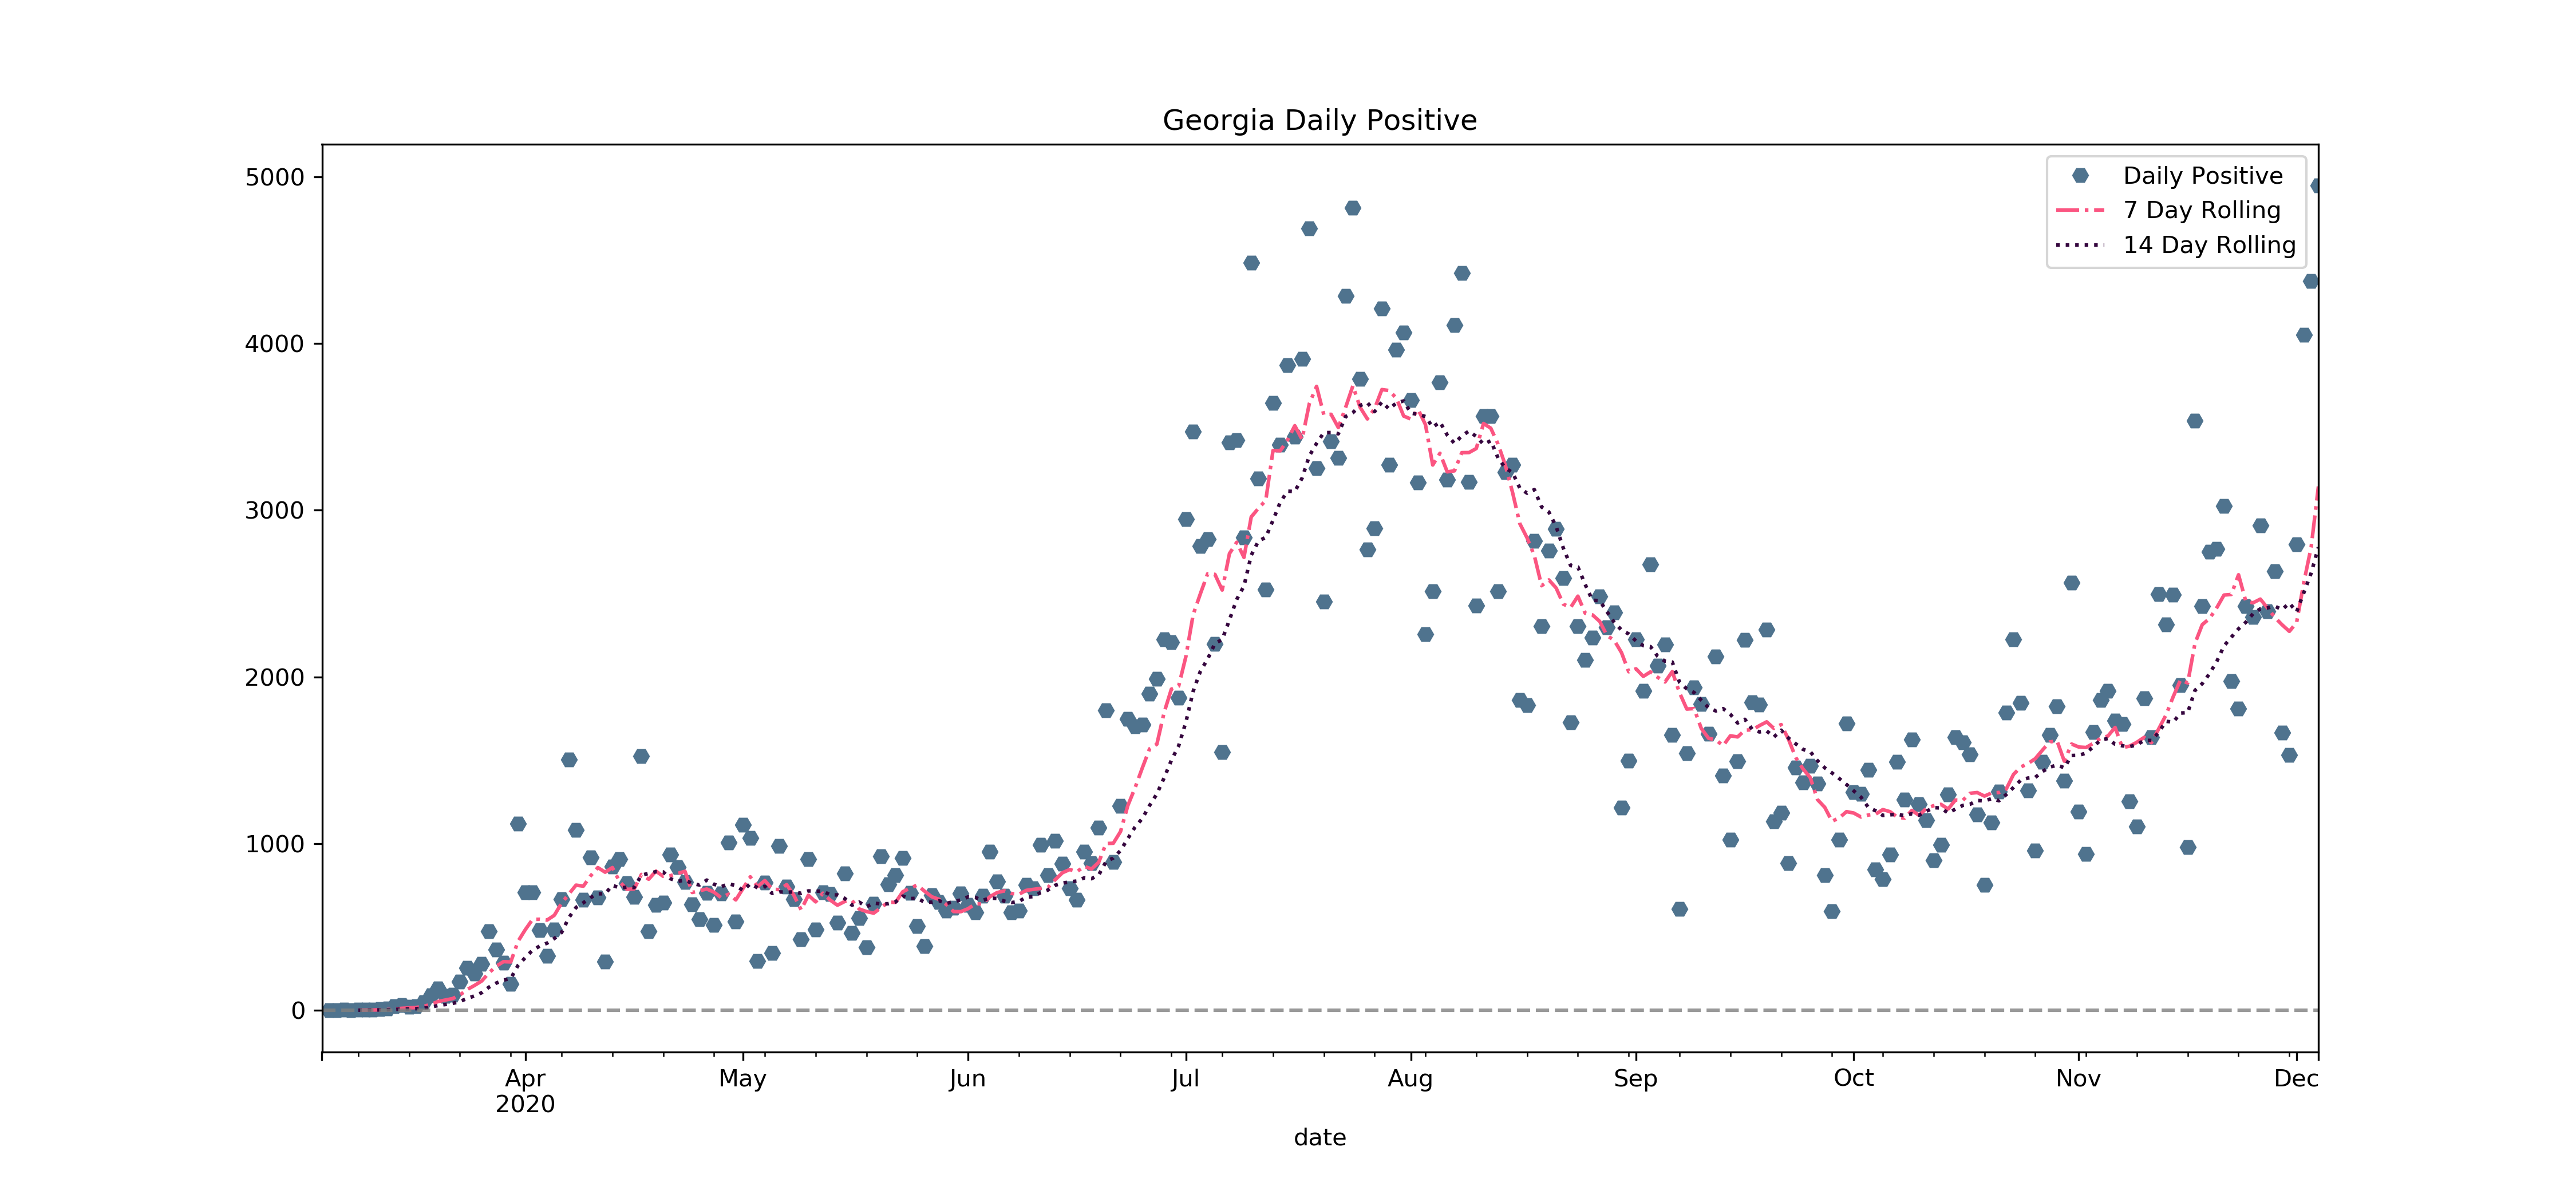 Georgia Daily Positive
5000
4000
3000
2000
1000
0
Daily Positive
7 Day Rolling
14 Day Rolling
Apr May Jun Jul Aug Sep Oct Nov Dec
2020
date